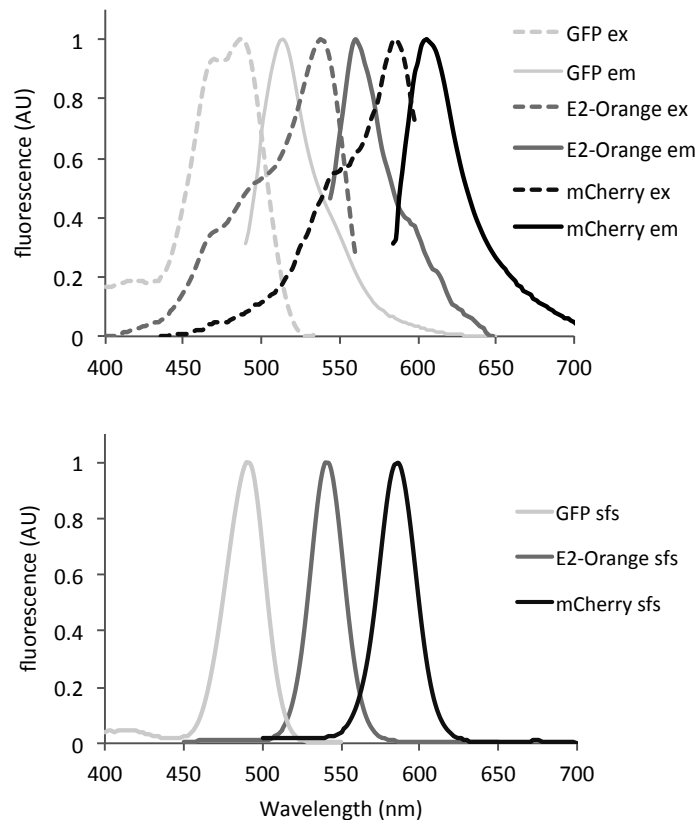 fluorescence (AU)
1
0.8
0.6
0.4
0.2
0
400 450 500 550 600 650 700
GFP ex
GFP em
E2-Orange ex
E2-Orange em
mCherry ex
mCherry em
fluorescence (AU)
1
0.8
0.6
0.4
0.2
0
400 450 500 550 600 650 700
Wavelength (nm)
GFP sfs
E2-Orange sfs
mCherry sfs